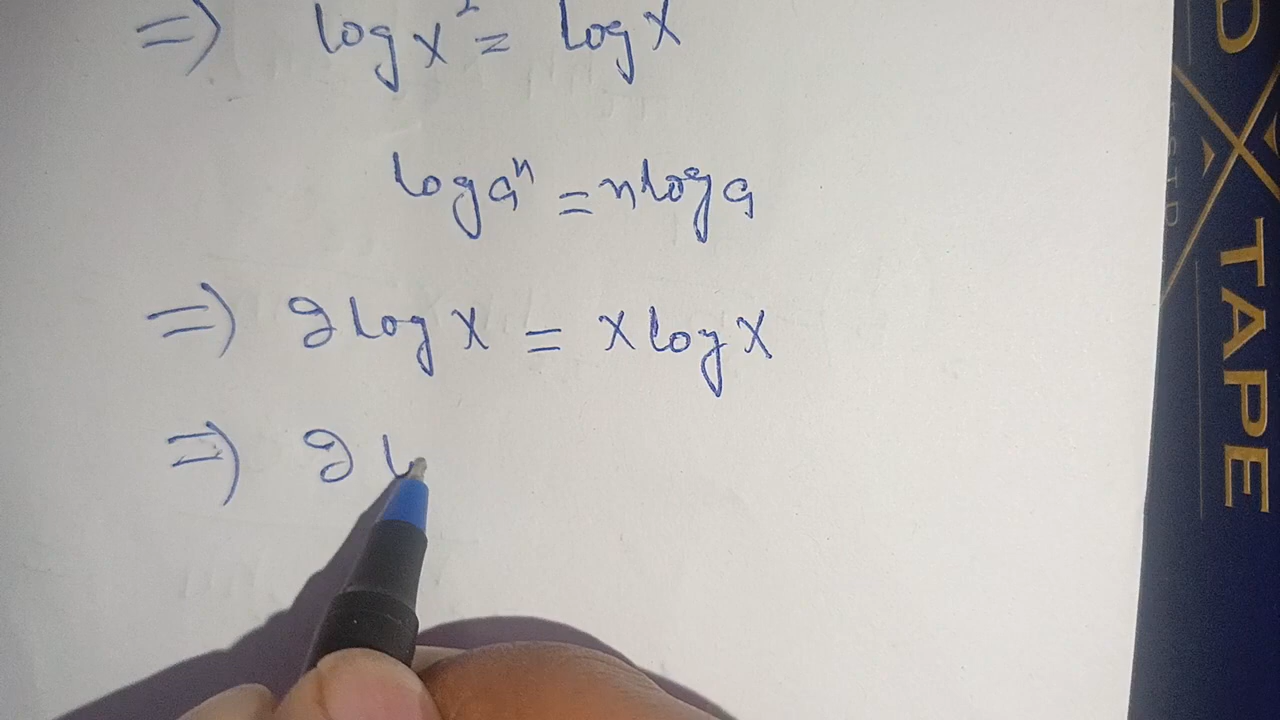 => log x² = log x
log aⁿ = n log a
=> 2 log x = x log x
=> 2 l
D
TAPE